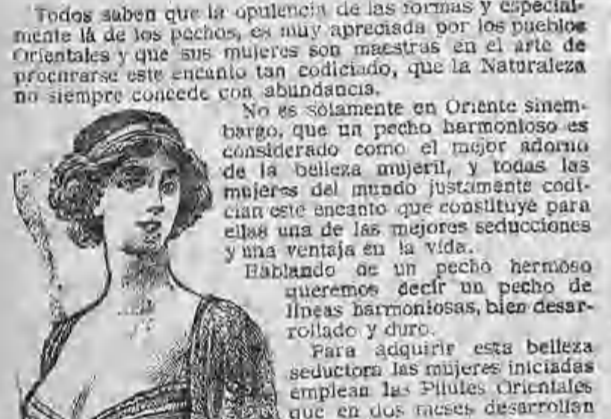 Todos saben que la opulencia de las formas y especial-
mente lá de los pechos, es muy apreciada por los pueblos
Orientales y que sus mujeres son maestras en el arte de
procurarse este encanto tan codiciado, que la Naturaleza
no siempre concede con abundancia.
No es solamente en Oriente sinem-
bargo, que un pecho harmonioso es
considerado como el mejor adorno
de la belleza mujeril, y todas las
mujeres del mundo justamente codi-
cian este encanto que constituye para
ellas una de las mejores seducciones
y una ventaja en la vida.
Hablando de un pecho hermoso
queremos decir un pecho de
líneas harmoniosas, bien desar-
rollado y duro.
Para adquirir esta belleza
seductora las mujeres iniciadas
emplean las Pilules Orientales
que en dos meses desarrollan